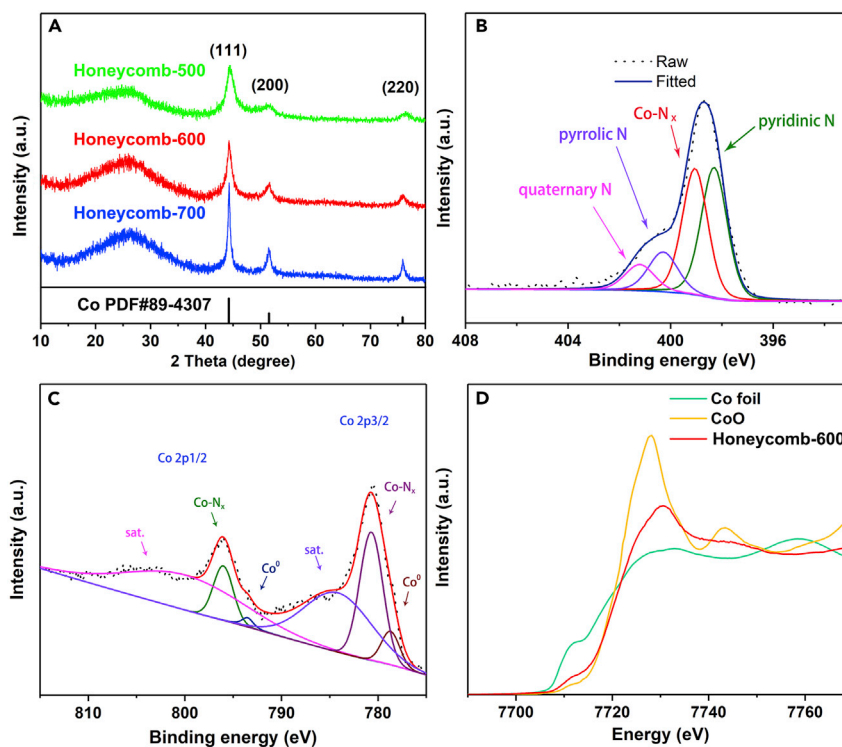 A
Honeycomb-500
(111)
(200)
(220)
Honeycomb-600
Honeycomb-700
Co PDF#89-4307
10 20 30 40 50 60 70 80
2 Theta (degree)
Intensity (a.u.)
B
Raw
Fitted
Co-Nx
pyridinic N
pyrrolic N
quaternary N
408 404 400 396
Binding energy (eV)
Intensity (a.u.)
C
Co 2p3/2
Co 2p1/2
Co-Nx
Co-Nx
sat.
Co0
sat.
Co0
810 800 790 780
Binding energy (eV)
Intensity (a.u.)
D
Co foil
CoO
Honeycomb-600
7700 7720 7740 7760
Energy (eV)
Intensity (a.u.)